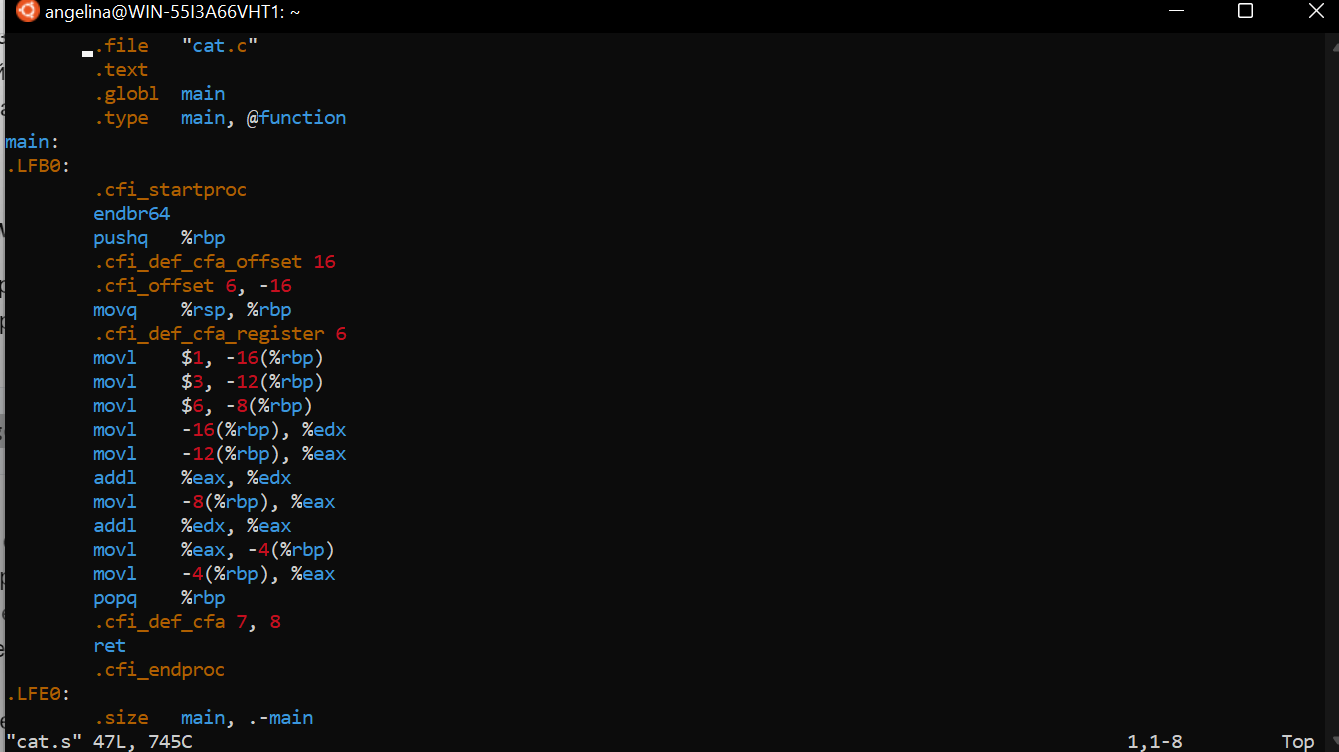 angelina@WIN-55I3A66VHT1: ~
.file "cat.c"
.text
.globl main
.type main, @function
main:
.LFB0:
.cfi_startproc
endbr64
pushq %rbp
.cfi_def_cfa_offset 16
.cfi_offset 6, -16
movq %rsp, %rbp
.cfi_def_cfa_register 6
movl $1, -16(%rbp)
movl $3, -12(%rbp)
movl $6, -8(%rbp)
movl -16(%rbp), %edx
movl -12(%rbp), %eax
addl %eax, %edx
movl -8(%rbp), %eax
addl %edx, %eax
movl %eax, -4(%rbp)
movl -4(%rbp), %eax
popq %rbp
.cfi_def_cfa 7, 8
ret
.cfi_endproc
.LFE0:
.size main, .-main
"cat.s" 47L, 745C 1,1-8 Top